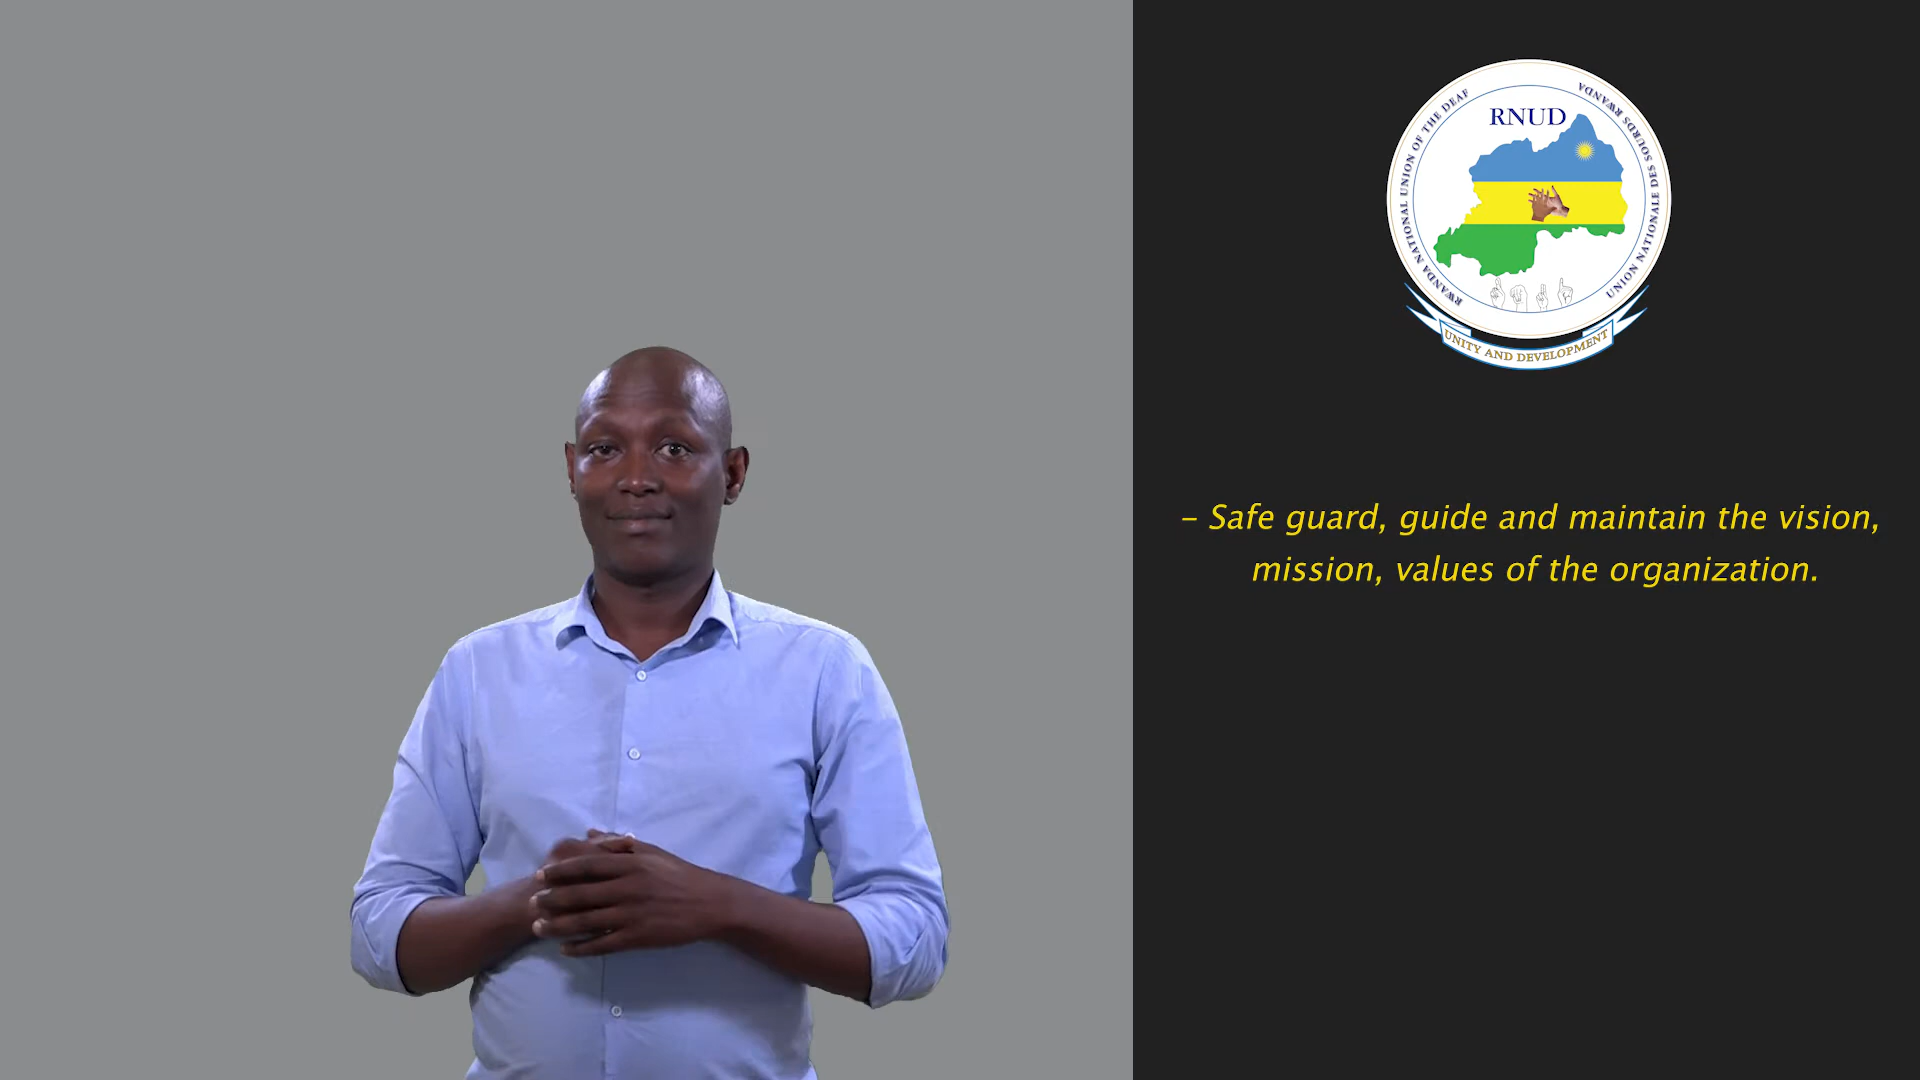 RNUD
RWANDA NATIONAL UNION OF THE DEAF
UNION NATIONALE DES SOURDS RWANDA
UNITY AND DEVELOPMENT
– Safe guard, guide and maintain the vision,
mission, values of the organization.